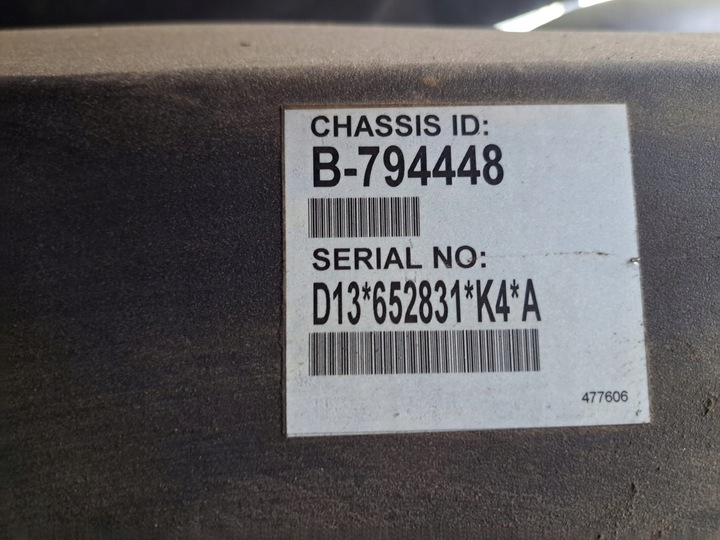 CHASSIS ID:
B-794448
SERIAL NO:
D13*652831*K4*A
477606